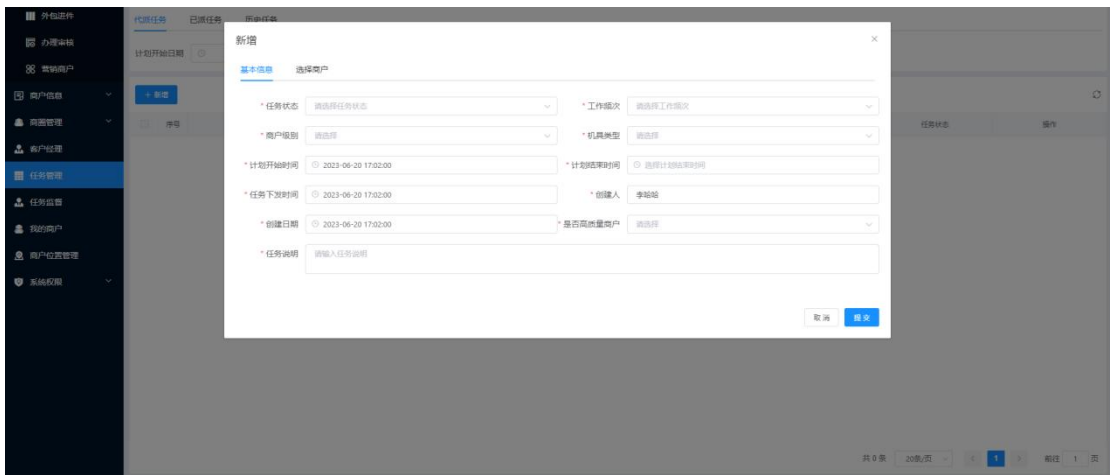 外包进件
办理审核
营销商户
商户信息
商圈管理
客户经理
任务管理
任务监督
我的商户
商户位置管理
系统权限
代派任务 已派任务 历史任务
计划开始日期
+ 新增
序号 任务状态 操作
新增
基本信息 选择商户
* 任务状态 请选择任务状态 * 工作频次 请选择工作频次
* 商户级别 请选择 * 机具类型 请选择
* 计划开始时间 2023-06-20 17:02:00 * 计划结束时间 选择计划结束时间
* 任务下发时间 2023-06-20 17:02:00 * 创建人 李哈哈
* 创建日期 2023-06-20 17:02:00 * 是否高质量商户 请选择
* 任务说明 请输入任务说明
取消 提交
共 0 条 20条/页 < 1 > 前往 1 页